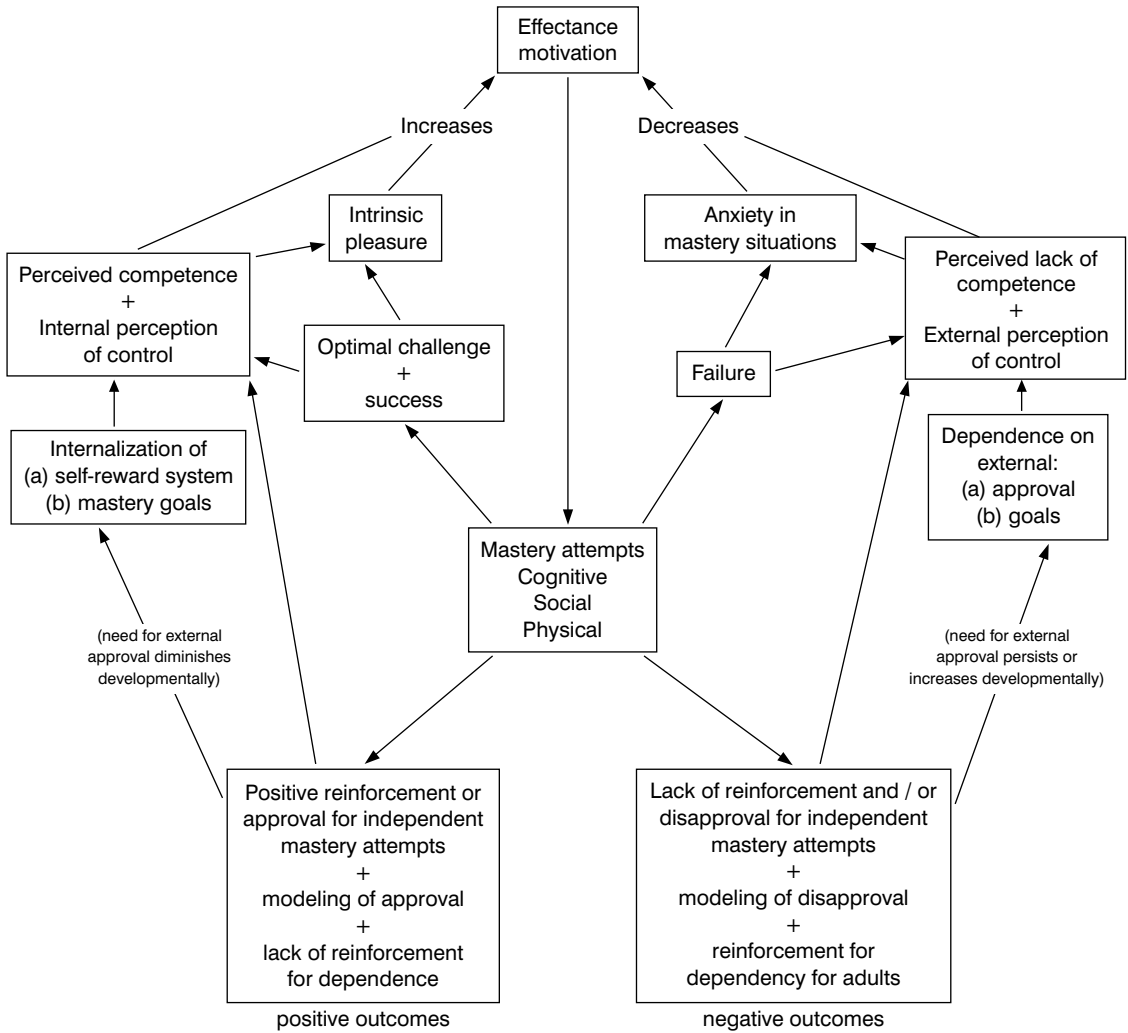 Effectance
motivation
Increases
Decreases
Intrinsic
pleasure
Anxiety in
mastery situations
Perceived competence
+
Internal perception
of control
Perceived lack of
competence
+
External perception
of control
Optimal challenge
+
success
Failure
Internalization of
(a) self-reward system
(b) mastery goals
Dependence on
external:
(a) approval
(b) goals
Mastery attempts
Cognitive
Social
Physical
(need for external
approval diminishes
developmentally)
(need for external
approval persists or
increases developmentally)
Positive reinforcement or
approval for independent
mastery attempts
+
modeling of approval
+
lack of reinforcement
for dependence
positive outcomes
Lack of reinforcement and / or
disapproval for independent
mastery attempts
+
modeling of disapproval
+
reinforcement for
dependency for adults
negative outcomes